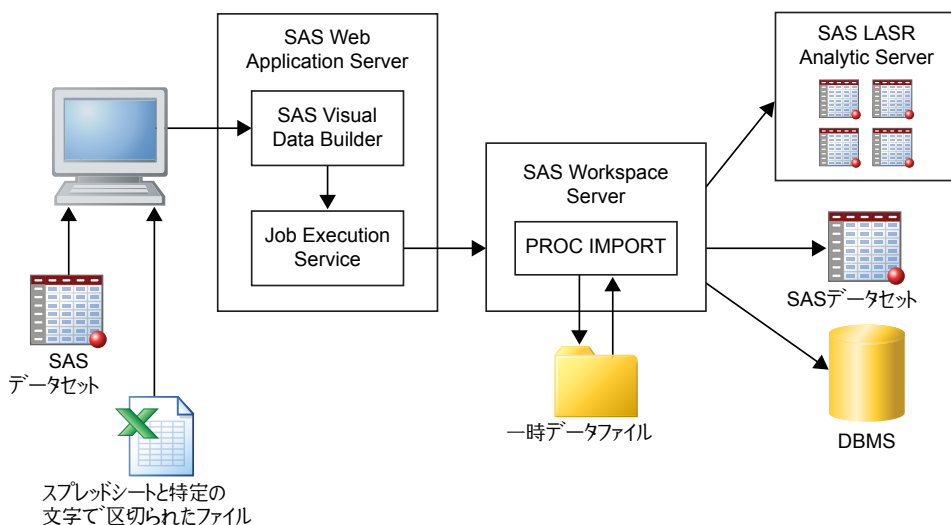 SAS Web
Application Server
SAS Visual
Data Builder
Job Execution
Service
SAS Workspace
Server
PROC IMPORT
一時データファイル
SAS LASR
Analytic Server
SASデータセット
DBMS
SAS
データセット
スプレッドシートと特定の
文字で区切られたファイル